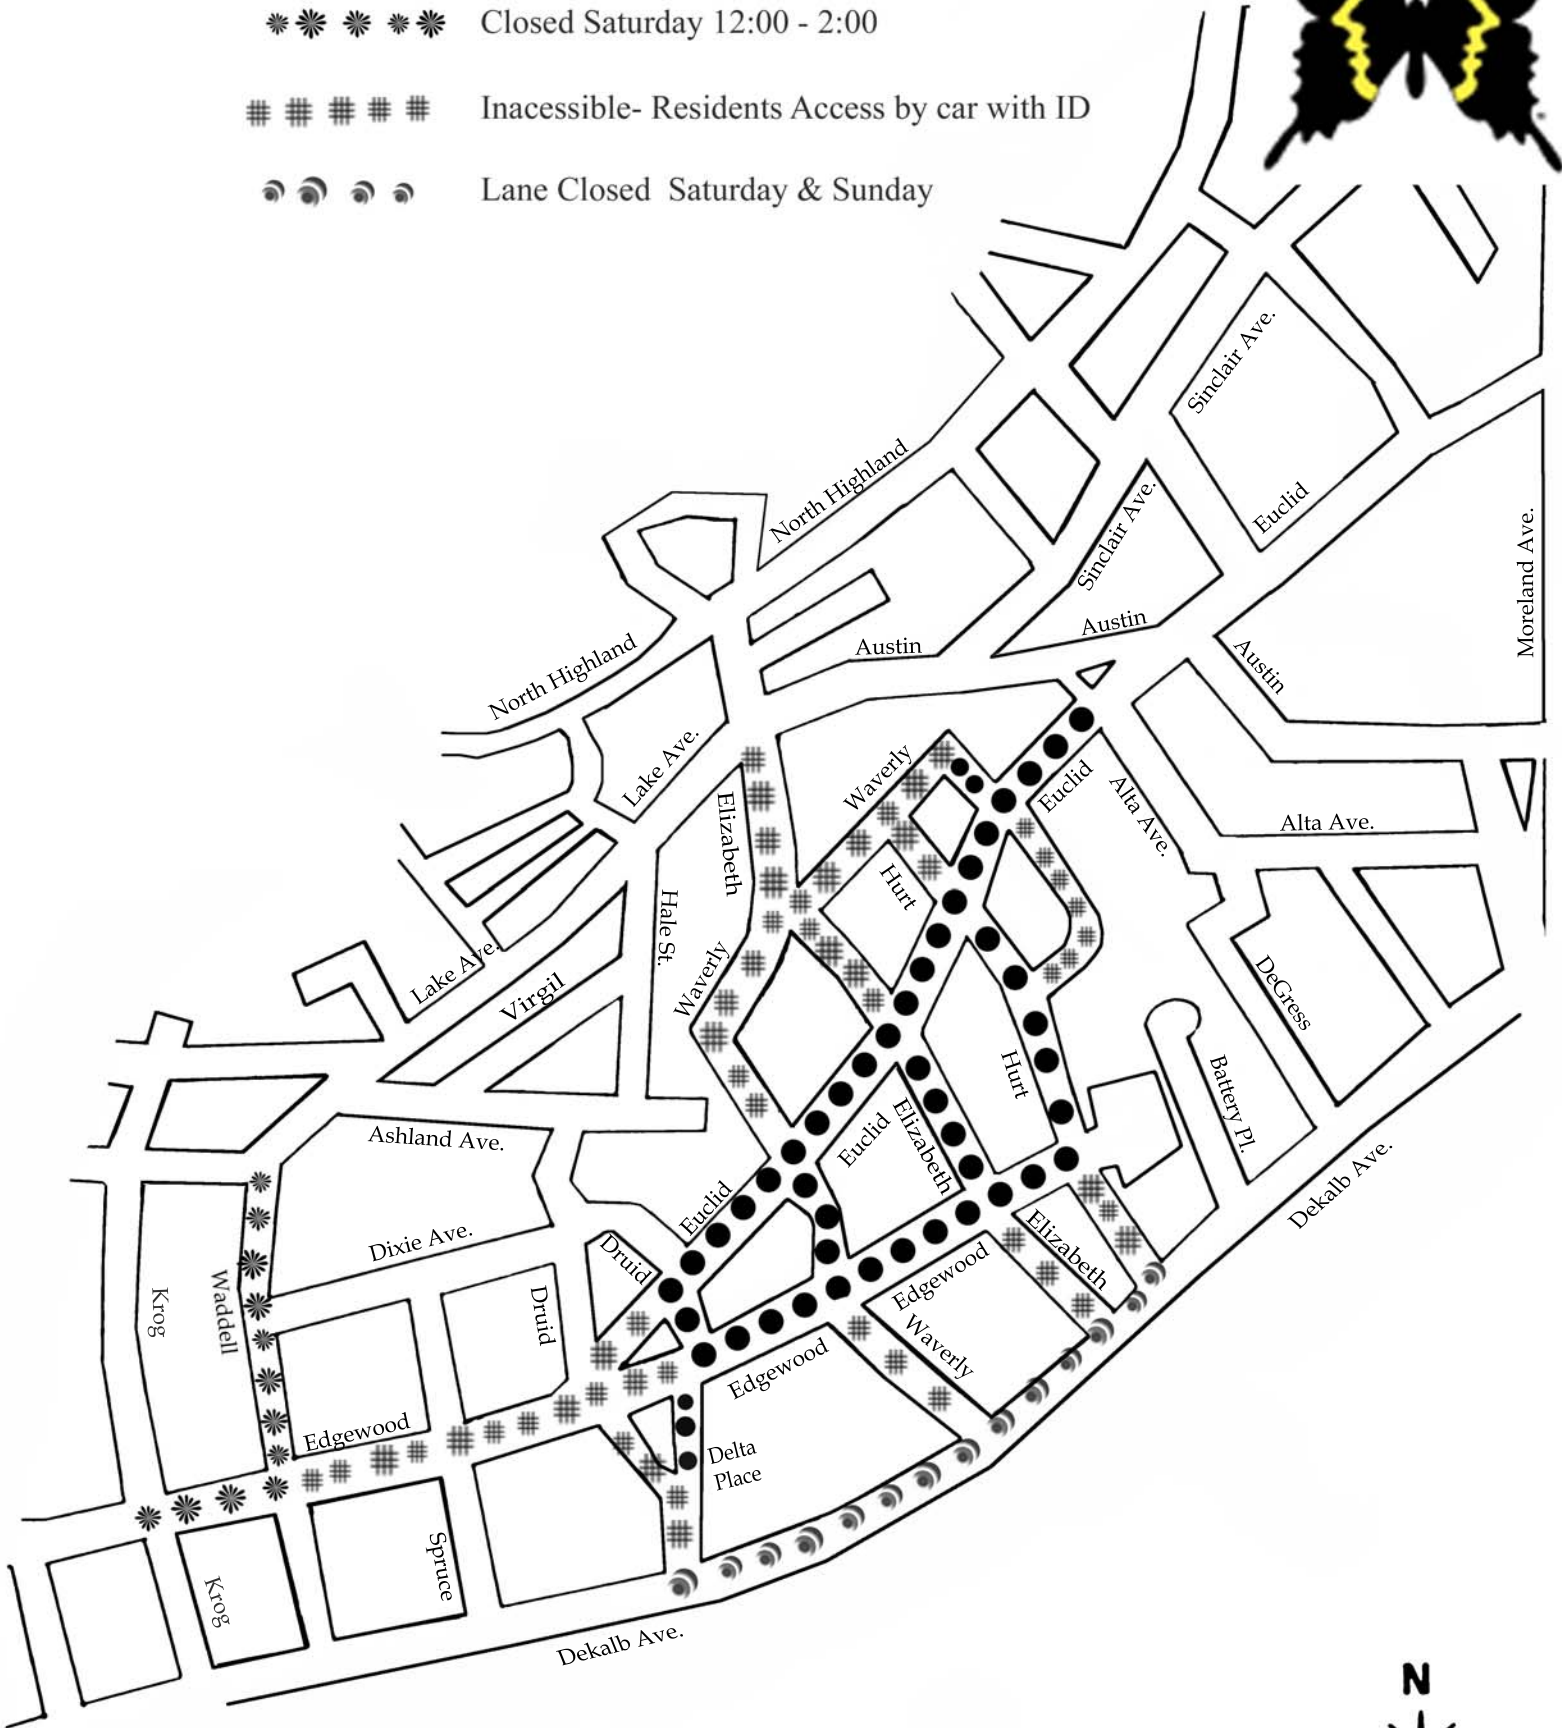 Closed Saturday 12:00 - 2:00
Inacessible- Residents Access by car with ID
Lane Closed Saturday & Sunday
Sinclair Ave.
North Highland
Euclid
Sinclair Ave.
Moreland Ave.
Austin
Austin
Austin
North Highland
Lake Ave.
Waverly
Euclid
Alta Ave.
Alta Ave.
Elizabeth
Hurt
Hale St.
Lake Ave.
Waverly
Virgil
DeGress
Hurt
Battery Pl.
Euclid
Elizabeth
Ashland Ave.
Dekalb Ave.
Euclid
Dixie Ave.
Druid
Elizabeth
Edgewood
Krog
Waddell
Druid
Waverly
Edgewood
Edgewood
Delta
Place
Spruce
Krog
Dekalb Ave.
N